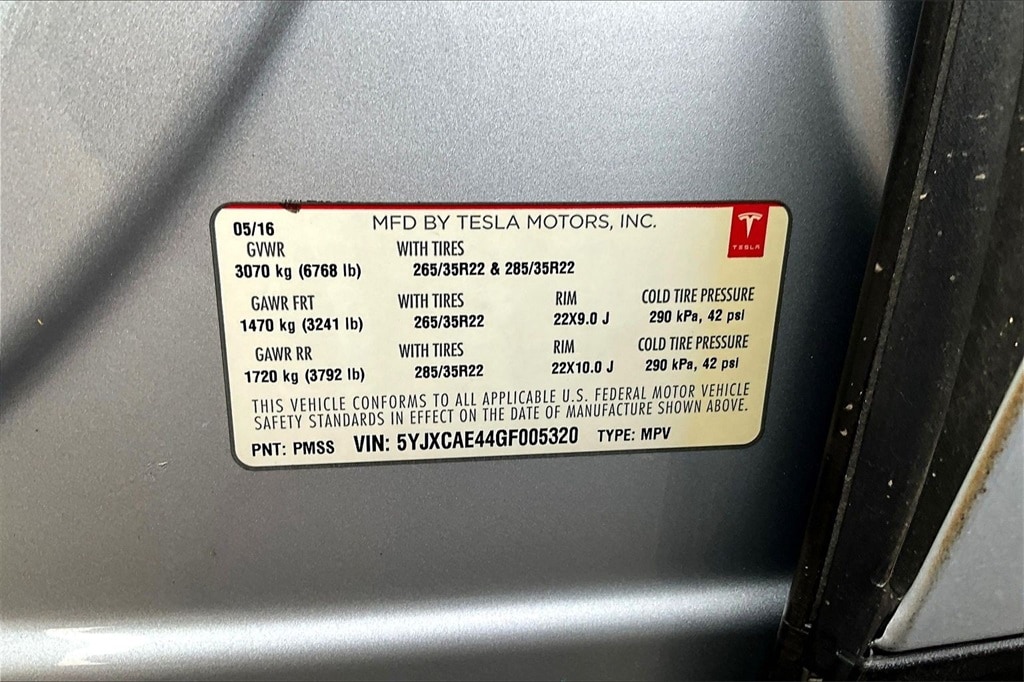 05/16 MFD BY TESLA MOTORS, INC.
TESLA
GVWR WITH TIRES
3070 kg (6768 lb) 265/35R22 & 285/35R22
GAWR FRT WITH TIRES RIM COLD TIRE PRESSURE
1470 kg (3241 lb) 265/35R22 22X9.0 J 290 kPa, 42 psi
GAWR RR WITH TIRES RIM COLD TIRE PRESSURE
1720 kg (3792 lb) 285/35R22 22X10.0 J 290 kPa, 42 psi
THIS VEHICLE CONFORMS TO ALL APPLICABLE U.S. FEDERAL MOTOR VEHICLE
SAFETY STANDARDS IN EFFECT ON THE DATE OF MANUFACTURE SHOWN ABOVE.
PNT: PMSS VIN: 5YJXCAE44GF005320 TYPE: MPV